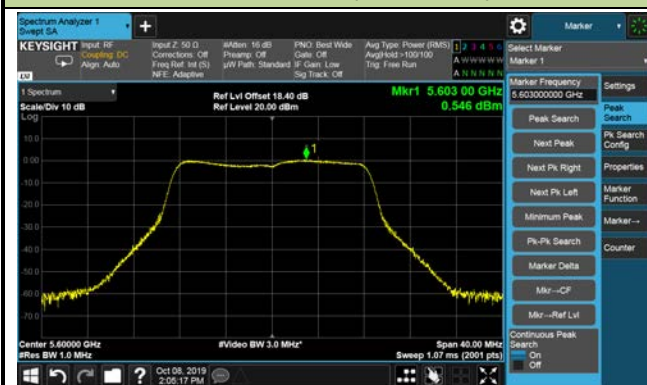 Spectrum Analyzer 1
Swept SA
+
Marker
KEYSIGHT
Input: RF
Coupling: DC
Align: Auto
Input Z: 50 Ω
Corrections: Off
Freq Ref: Int (S)
NFE: Adaptive
#Atten: 16 dB
Preamp: Off
µW Path: Standard
PNO: Best Wide
Gate: Off
IF Gain: Low
Sig Track: Off
Avg Type: Power (RMS)
Avg|Hold:>100/100
Trig: Free Run
1 2 3 4 5 6
A W W W W W
A N N N N N
Select Marker
Marker 1
1 Spectrum
Scale/Div 10 dB
Log
Ref Lvl Offset 18.40 dB
Ref Level 20.00 dBm
Mkr1 5.603 00 GHz
0.546 dBm
10.0
0.00
-10.0
-20.0
-30.0
-40.0
-50.0
-60.0
-70.0
1
Center 5.60000 GHz
#Res BW 1.0 MHz
#Video BW 3.0 MHz*
Span 40.00 MHz
Sweep 1.07 ms (2001 pts)
Marker Frequency
5.603000000 GHz
Peak Search
Next Peak
Next Pk Right
Next Pk Left
Minimum Peak
Pk-Pk Search
Marker Delta
Mkr→CF
Mkr→Ref Lvl
Continuous Peak
Search
On
Off
Settings
Peak
Search
Pk Search
Config
Properties
Marker
Function
Marker→
Counter
?
Oct 08, 2019
2:05:17 PM